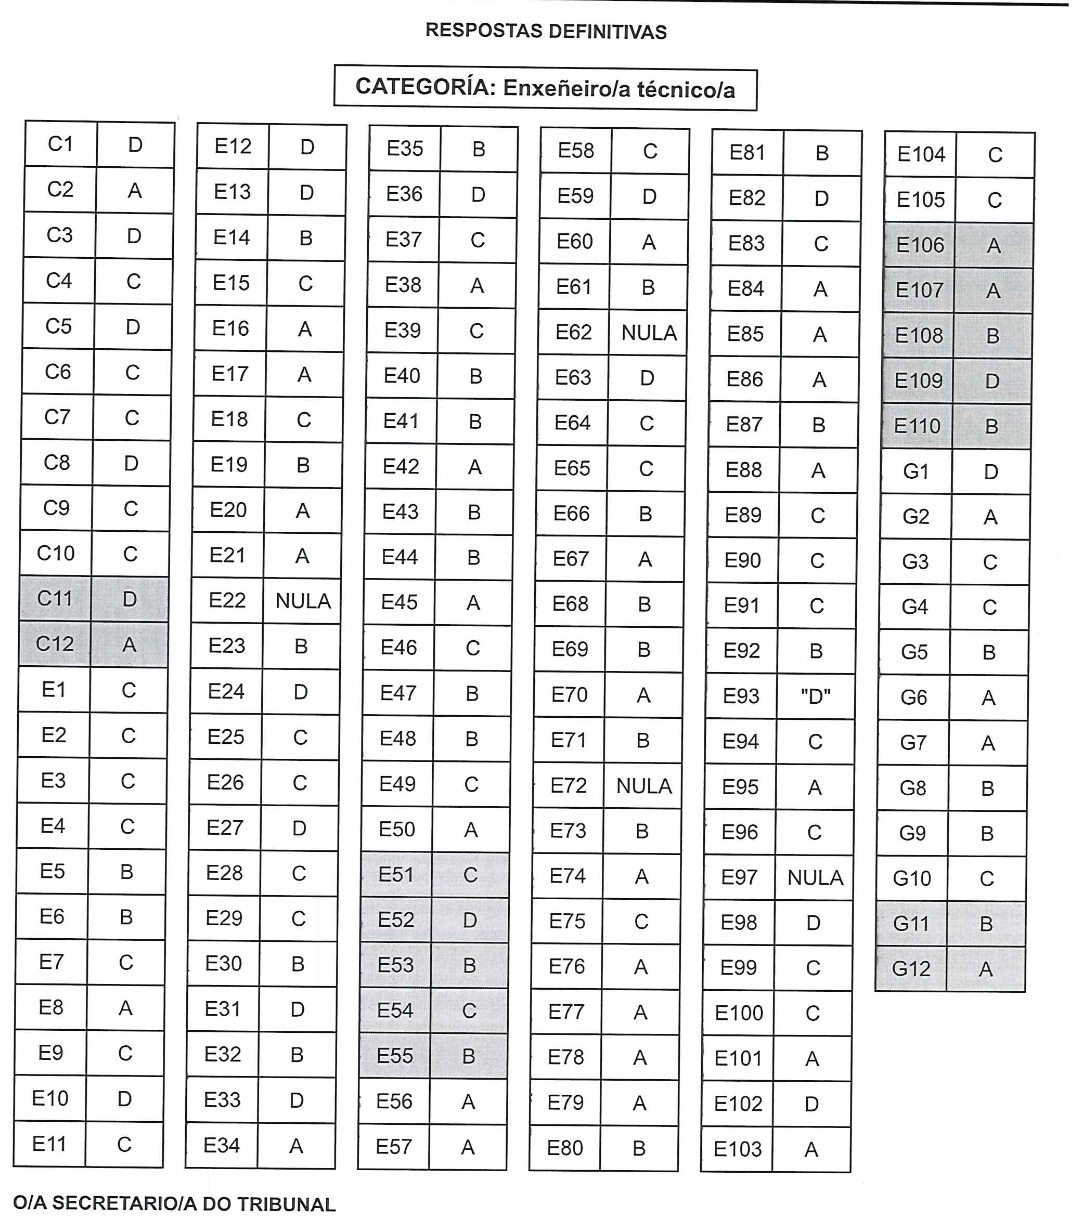 RESPOSTAS DEFINITIVAS
CATEGORÍA: Enxeñeiro/a técnico/a
C1 D
C2 A
C3 D
C4 C
C5 D
C6 C
C7 C
C8 D
C9 C
C10 C
C11 D
C12 A
E1 C
E2 C
E3 C
E4 C
E5 B
E6 B
E7 C
E8 A
E9 C
E10 D
E11 C
E12 D
E13 D
E14 B
E15 C
E16 A
E17 A
E18 C
E19 B
E20 A
E21 A
E22 NULA
E23 B
E24 D
E25 C
E26 C
E27 D
E28 C
E29 C
E30 B
E31 D
E32 B
E33 D
E34 A
E35 B
E36 D
E37 C
E38 A
E39 C
E40 B
E41 B
E42 A
E43 B
E44 B
E45 A
E46 C
E47 B
E48 B
E49 C
E50 A
E51 C
E52 D
E53 B
E54 C
E55 B
E56 A
E57 A
E58 C
E59 D
E60 A
E61 B
E62 NULA
E63 D
E64 C
E65 C
E66 B
E67 A
E68 B
E69 B
E70 A
E71 B
E72 NULA
E73 B
E74 A
E75 C
E76 A
E77 A
E78 A
E79 A
E80 B
E81 B
E82 D
E83 C
E84 A
E85 A
E86 A
E87 B
E88 A
E89 C
E90 C
E91 C
E92 B
E93 "D"
E94 C
E95 A
E96 C
E97 NULA
E98 D
E99 C
E100 C
E101 A
E102 D
E103 A
E104 C
E105 C
E106 A
E107 A
E108 B
E109 D
E110 B
G1 D
G2 A
G3 C
G4 C
G5 B
G6 A
G7 A
G8 B
G9 B
G10 C
G11 B
G12 A
O/A SECRETARIO/A DO TRIBUNAL